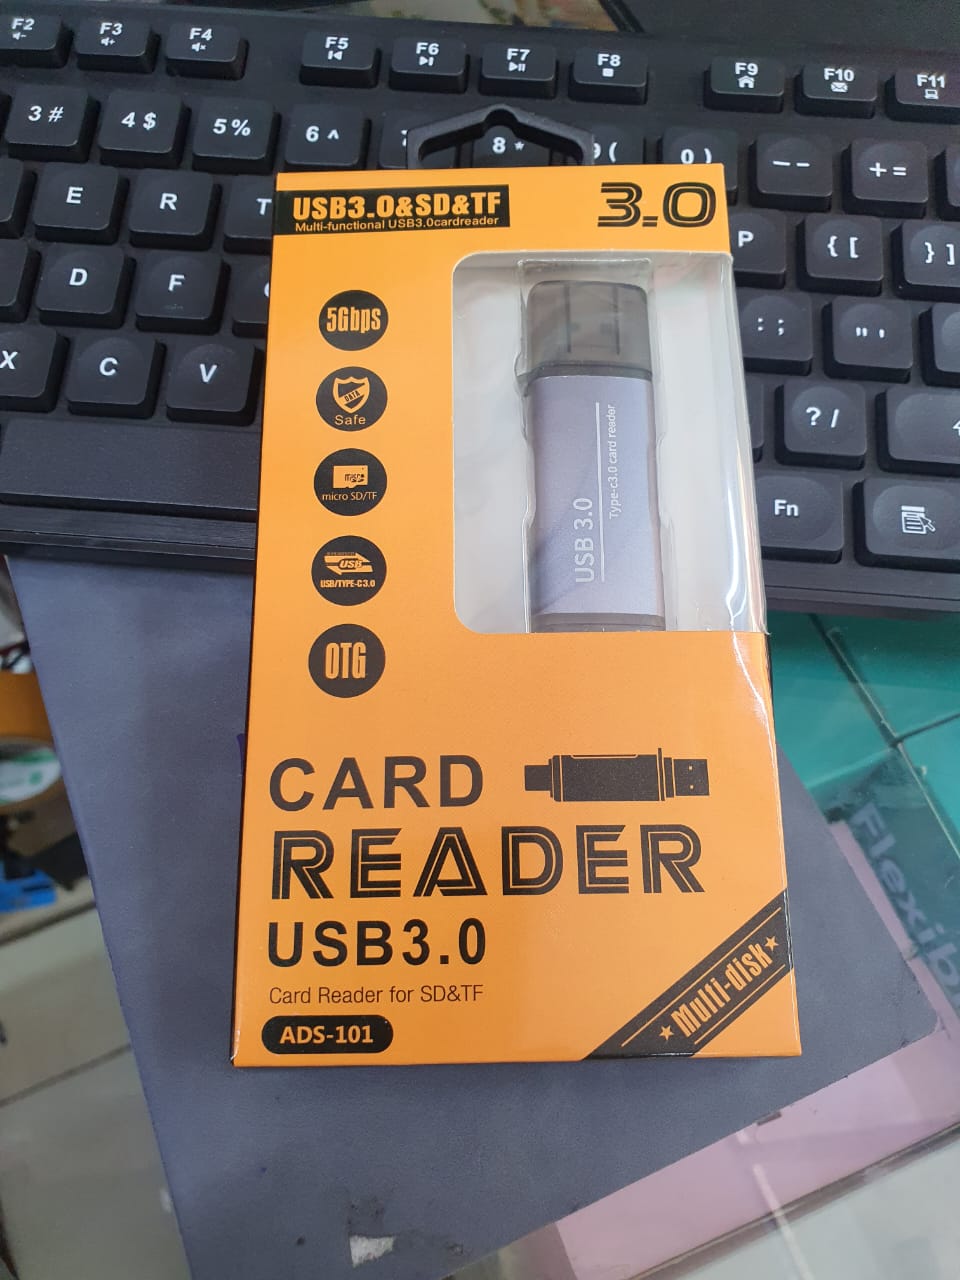 F2
F3
F4
F5
F6
F7
F8
F9
F10
F11
3 #
4 $
5 %
6 ^
8 *
9 (
0 )
- -
+ =
E
R
T
P
{ [
} ]
D
F
: ;
" '
X
C
V
? /
Fn
USB3.0&SD&TF
Multi-functional USB3.0cardreader
3.0
5Gbps
DATA
Safe
micro SD/TF
USB
USB/TYPE-C3.0
OTG
USB 3.0
Type-c3.0 card reader
CARD
READER
USB3.0
Card Reader for SD&TF
ADS-101
Multi-disk